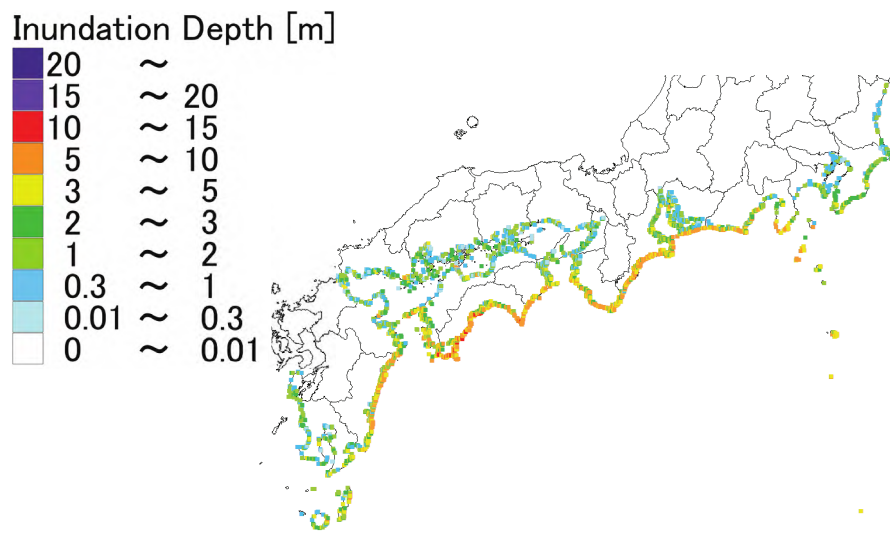 Inundation Depth [m]
20 ～
15 ～ 20
10 ～ 15
5 ～ 10
3 ～ 5
2 ～ 3
1 ～ 2
0.3 ～ 1
0.01 ～ 0.3
0 ～ 0.01